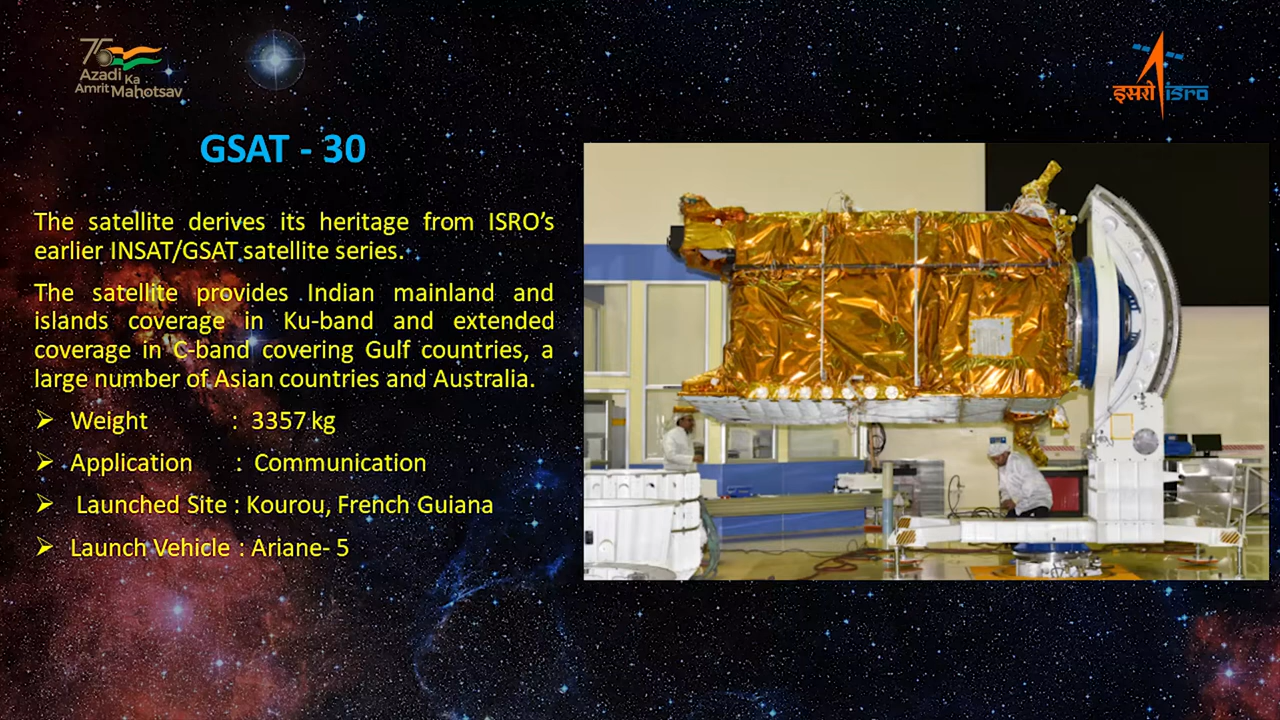 75
Azadi Ka
Amrit Mahotsav
इसरो isro
GSAT - 30
The satellite derives its heritage from ISRO’s
earlier INSAT/GSAT satellite series.
The satellite provides Indian mainland and
islands coverage in Ku-band and extended
coverage in C-band covering Gulf countries, a
large number of Asian countries and Australia.
Weight : 3357 kg
Application : Communication
Launched Site : Kourou, French Guiana
Launch Vehicle : Ariane- 5